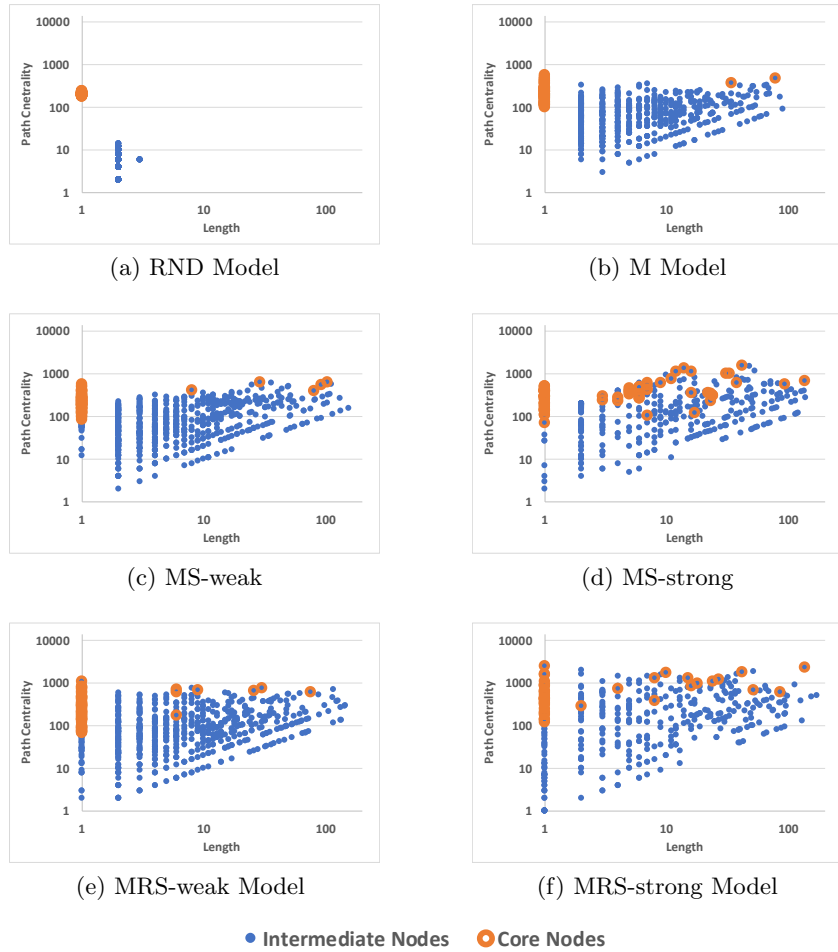 Path Cnetrality
1000
100
10
1
1
10
100
Length
(a) RND Model
Path Centrality
10000
1000
100
10
1
1
10
100
Length
(b) M Model
Path Centrality
10000
1000
100
10
1
1
10
100
Length
(c) MS-weak
Path Centrality
10000
1000
100
10
1
1
10
100
Length
(d) MS-strong
Path Centrality
10000
1000
100
10
1
1
10
100
Length
(e) MRS-weak Model
Path Centrality
10000
1000
100
10
1
1
10
100
Length
(f) MRS-strong Model
Intermediate Nodes Core Nodes